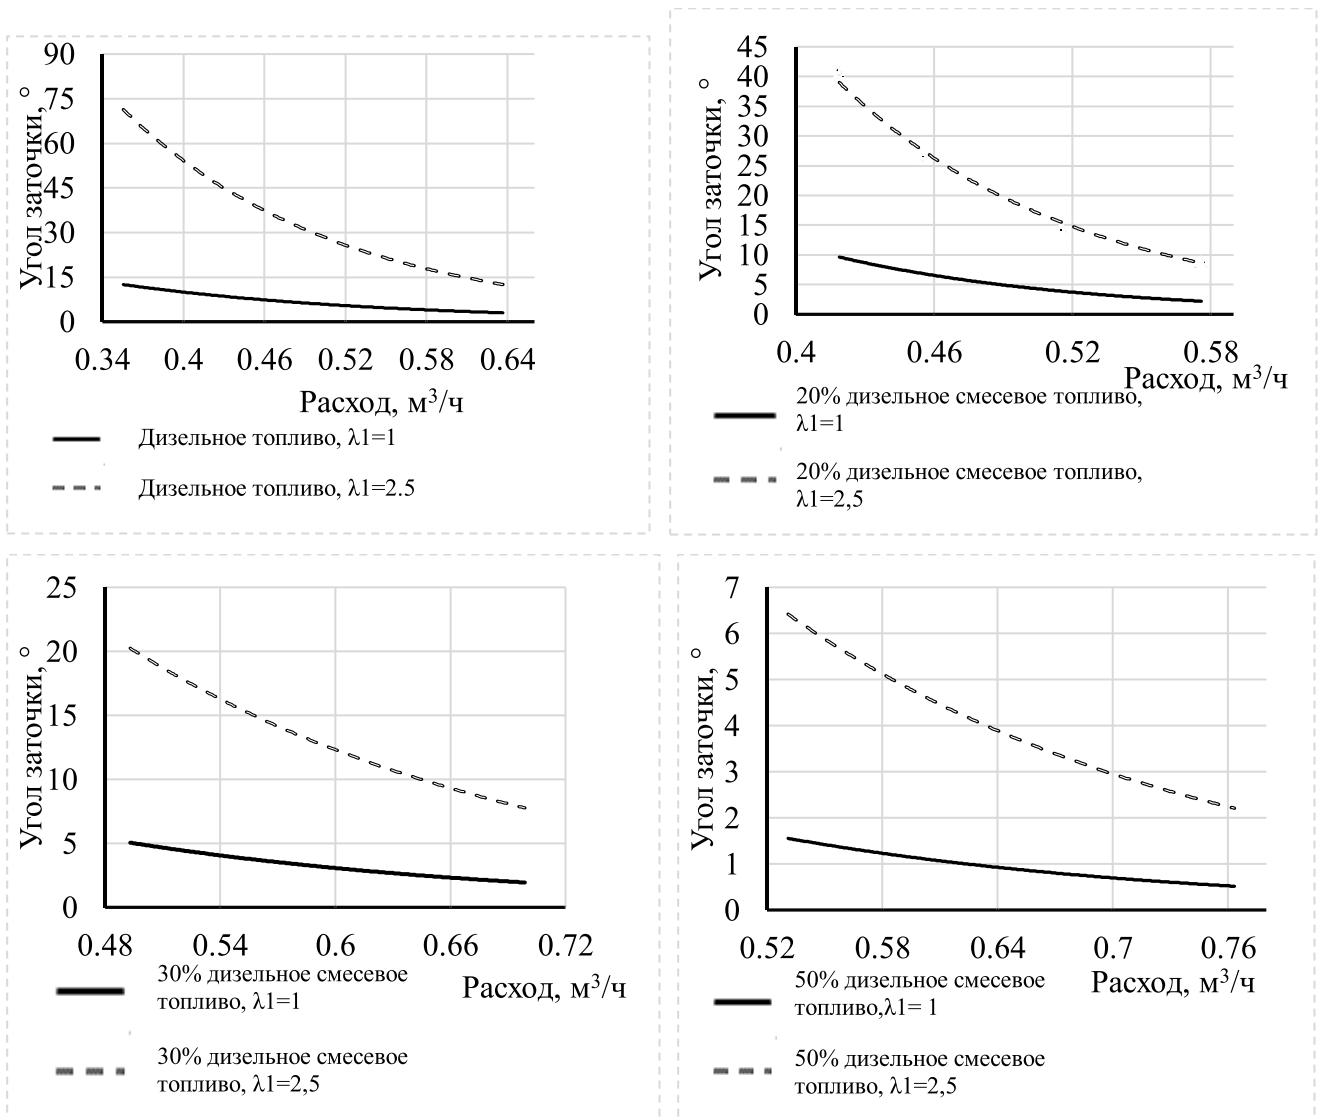 90
75
60
45
30
15
0
Угол заточки, °
0.34 0.4 0.46 0.52 0.58 0.64
Расход, м³/ч
Дизельное топливо, λ1=1
Дизельное топливо, λ1=2.5
45
40
35
30
25
20
15
10
5
0
Угол заточки, °
0.4 0.46 0.52 0.58
Расход, м³/ч
20% дизельное смесевое топливо,
λ1=1
20% дизельное смесевое топливо,
λ1=2,5
25
20
15
10
5
0
Угол заточки, °
0.48 0.54 0.6 0.66 0.72
Расход, м³/ч
30% дизельное смесевое
топливо, λ1=1
30% дизельное смесевое
топливо, λ1=2,5
7
6
5
4
3
2
1
0
Угол заточки, °
0.52 0.58 0.64 0.7 0.76
Расход, м³/ч
50% дизельное смесевое
топливо,λ1= 1
50% дизельное смесевое
топливо, λ1=2,5